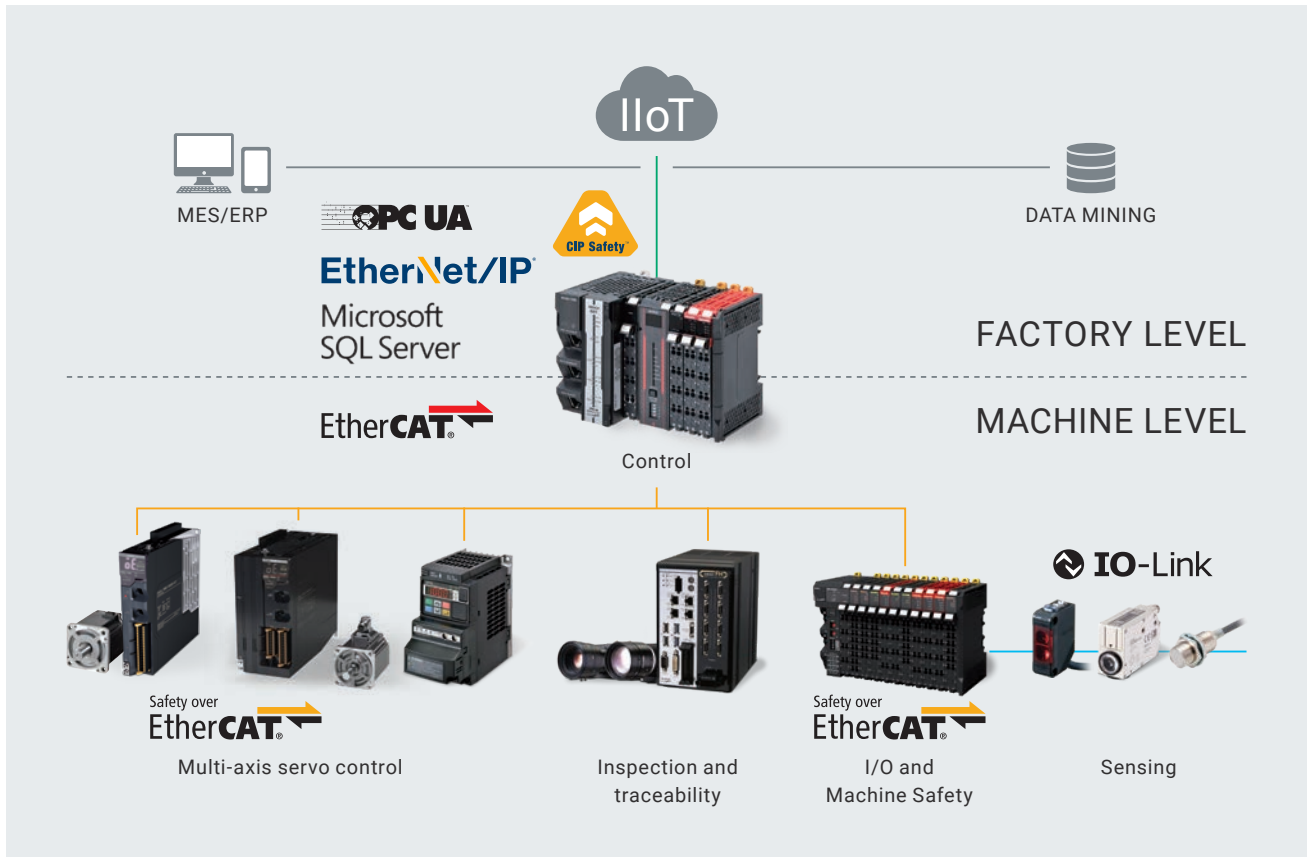 IIoT
MES/ERP
DATA MINING
OPC UA
CIP Safety™
EtherNet/IP®
Microsoft
SQL Server
FACTORY LEVEL
MACHINE LEVEL
EtherCAT®
Control
IO-Link
Safety over
EtherCAT®
Safety over
EtherCAT®
Multi-axis servo control
Inspection and
traceability
I/O and
Machine Safety
Sensing